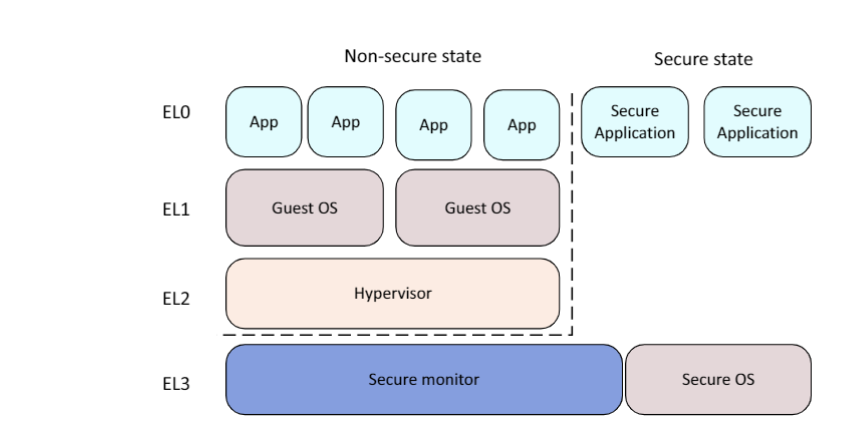 Non-secure state
Secure state
EL0
App
App
App
App
Secure
Application
Secure
Application
EL1
Guest OS
Guest OS
EL2
Hypervisor
EL3
Secure monitor
Secure OS